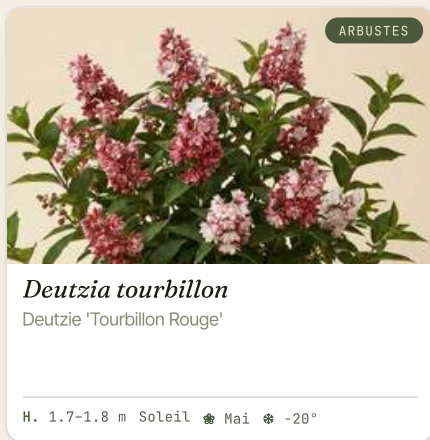 ARBUSTES
Deutzia tourbillon
Deutzie 'Tourbillon Rouge'
H. 1.7–1.8 m Soleil ❀ Mai ❄ -20°